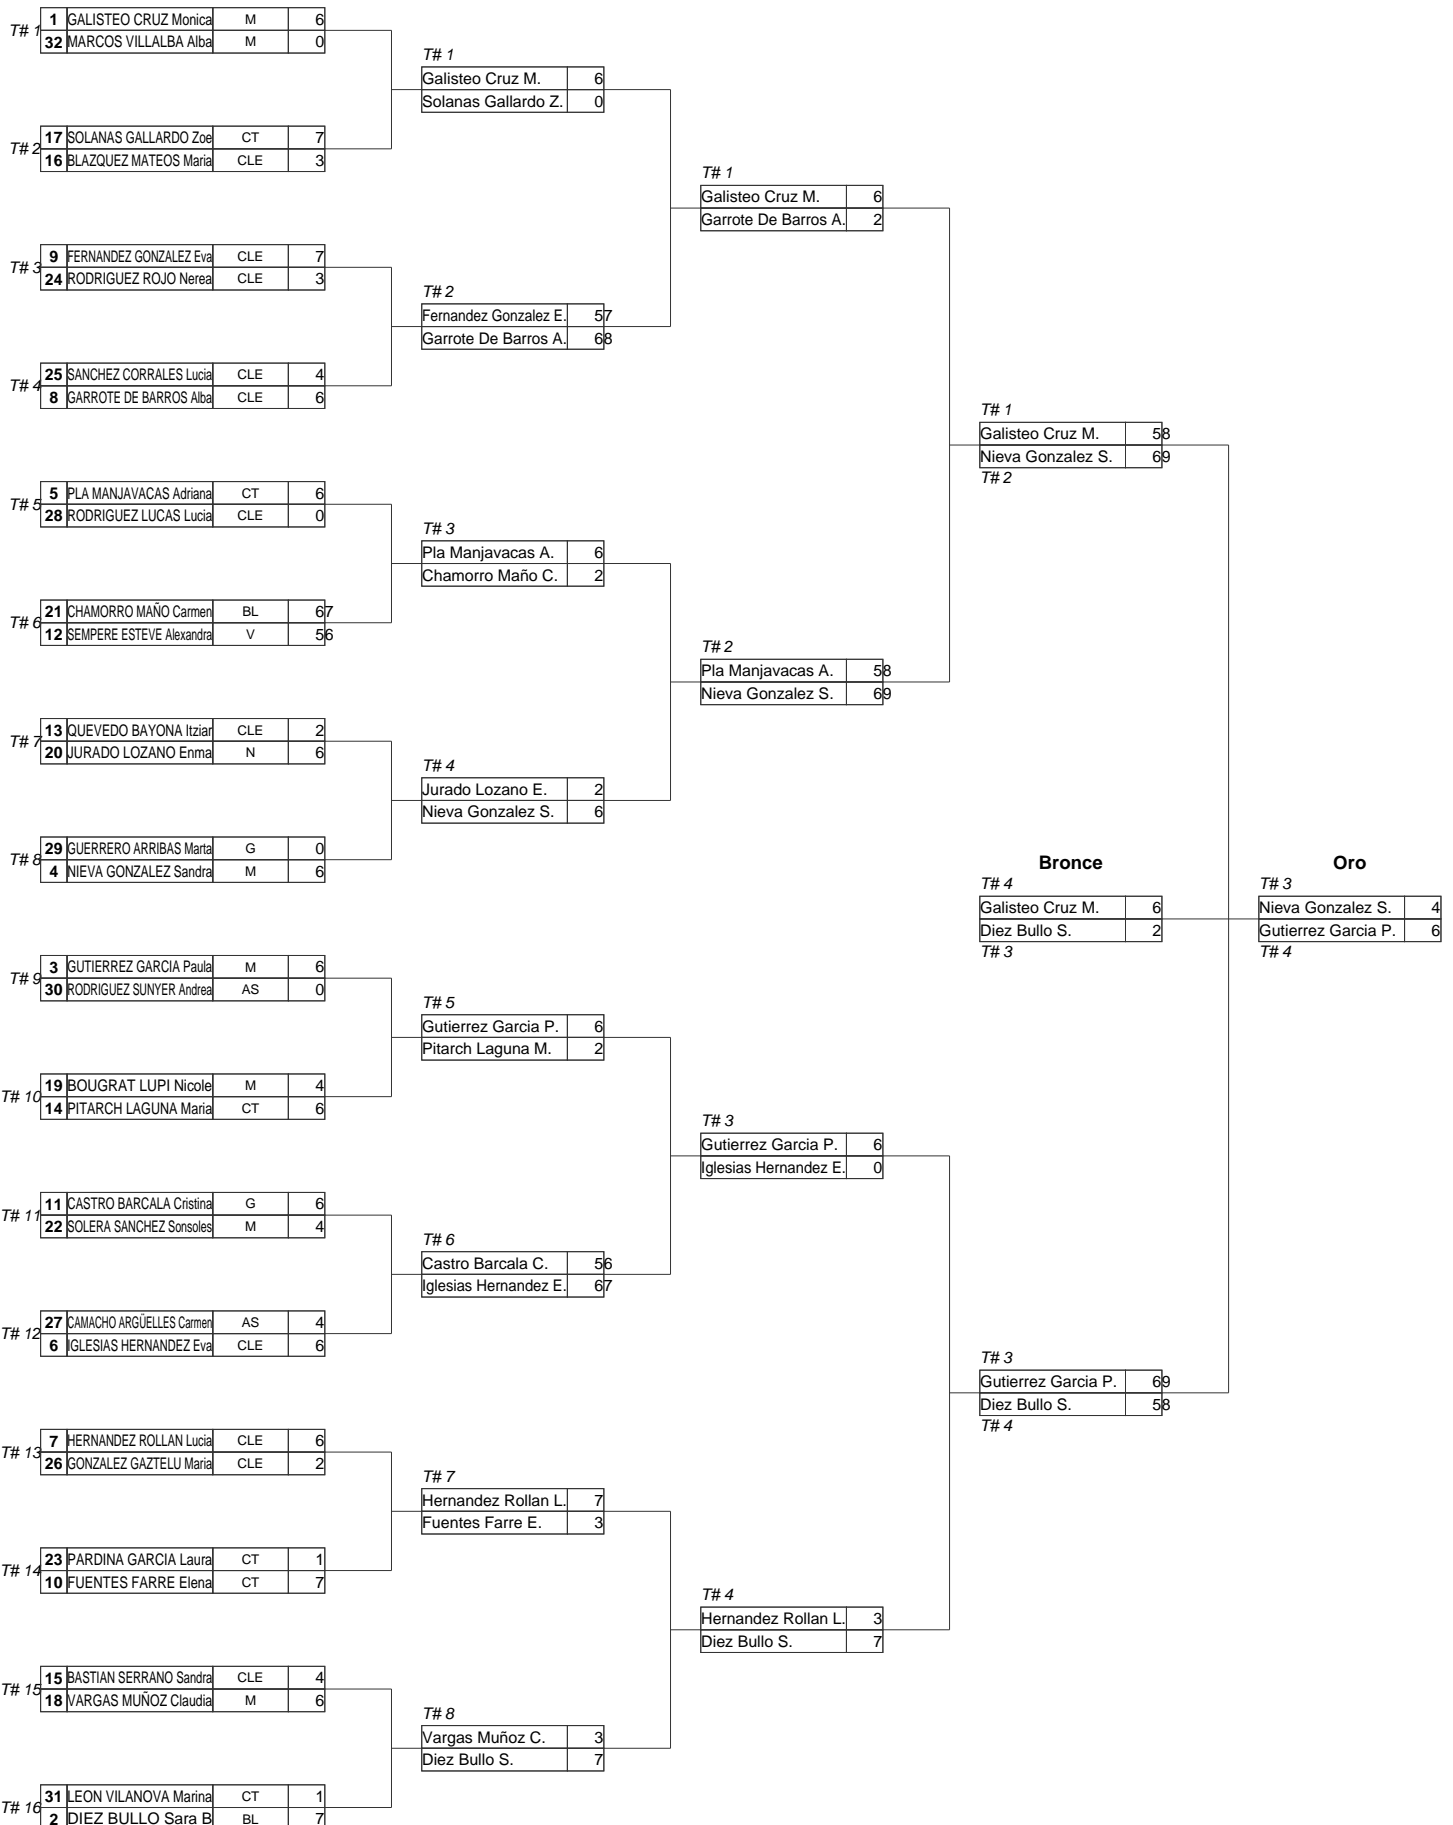 T# 1
1 GALISTEO CRUZ Monica M 6
32 MARCOS VILLALBA Alba M 0
T# 2
17 SOLANAS GALLARDO Zoe CT 7
16 BLAZQUEZ MATEOS Maria CLE 3
T# 3
9 FERNANDEZ GONZALEZ Eva CLE 7
24 RODRIGUEZ ROJO Nerea CLE 3
T# 4
25 SANCHEZ CORRALES Lucia CLE 4
8 GARROTE DE BARROS Alba CLE 6
T# 5
5 PLA MANJAVACAS Adriana CT 6
28 RODRIGUEZ LUCAS Lucia CLE 0
T# 6
21 CHAMORRO MAÑO Carmen BL 67
12 SEMPERE ESTEVE Alexandra V 56
T# 7
13 QUEVEDO BAYONA Itziar CLE 2
20 JURADO LOZANO Enma N 6
T# 8
29 GUERRERO ARRIBAS Marta G 0
4 NIEVA GONZALEZ Sandra M 6
T# 9
3 GUTIERREZ GARCIA Paula M 6
30 RODRIGUEZ SUNYER Andrea AS 0
T# 10
19 BOUGRAT LUPI Nicole M 4
14 PITARCH LAGUNA Maria CT 6
T# 11
11 CASTRO BARCALA Cristina G 6
22 SOLERA SANCHEZ Sonsoles M 4
T# 12
27 CAMACHO ARGÜELLES Carmen AS 4
6 IGLESIAS HERNANDEZ Eva CLE 6
T# 13
7 HERNANDEZ ROLLAN Lucia CLE 6
26 GONZALEZ GAZTELU Maria CLE 2
T# 14
23 PARDINA GARCIA Laura CT 1
10 FUENTES FARRE Elena CT 7
T# 15
15 BASTIAN SERRANO Sandra CLE 4
18 VARGAS MUÑOZ Claudia M 6
T# 16
31 LEON VILANOVA Marina CT 1
2 DIEZ BULLO Sara B BL 7
T# 1
Galisteo Cruz M. 6
Solanas Gallardo Z. 0
T# 2
Fernandez Gonzalez E. 57
Garrote De Barros A. 68
T# 3
Pla Manjavacas A. 6
Chamorro Maño C. 2
T# 4
Jurado Lozano E. 2
Nieva Gonzalez S. 6
T# 5
Gutierrez Garcia P. 6
Pitarch Laguna M. 2
T# 6
Castro Barcala C. 56
Iglesias Hernandez E. 67
T# 7
Hernandez Rollan L. 7
Fuentes Farre E. 3
T# 8
Vargas Muñoz C. 3
Diez Bullo S. 7
T# 1
Galisteo Cruz M. 6
Garrote De Barros A. 2
T# 2
Pla Manjavacas A. 58
Nieva Gonzalez S. 69
T# 3
Gutierrez Garcia P. 6
Iglesias Hernandez E. 0
T# 4
Hernandez Rollan L. 3
Diez Bullo S. 7
T# 1
Galisteo Cruz M. 58
Nieva Gonzalez S. 69
T# 2
T# 3
Gutierrez Garcia P. 69
Diez Bullo S. 58
T# 4
Bronce
T# 4
Galisteo Cruz M. 6
Diez Bullo S. 2
T# 3
Oro
T# 3
Nieva Gonzalez S. 4
Gutierrez Garcia P. 6
T# 4